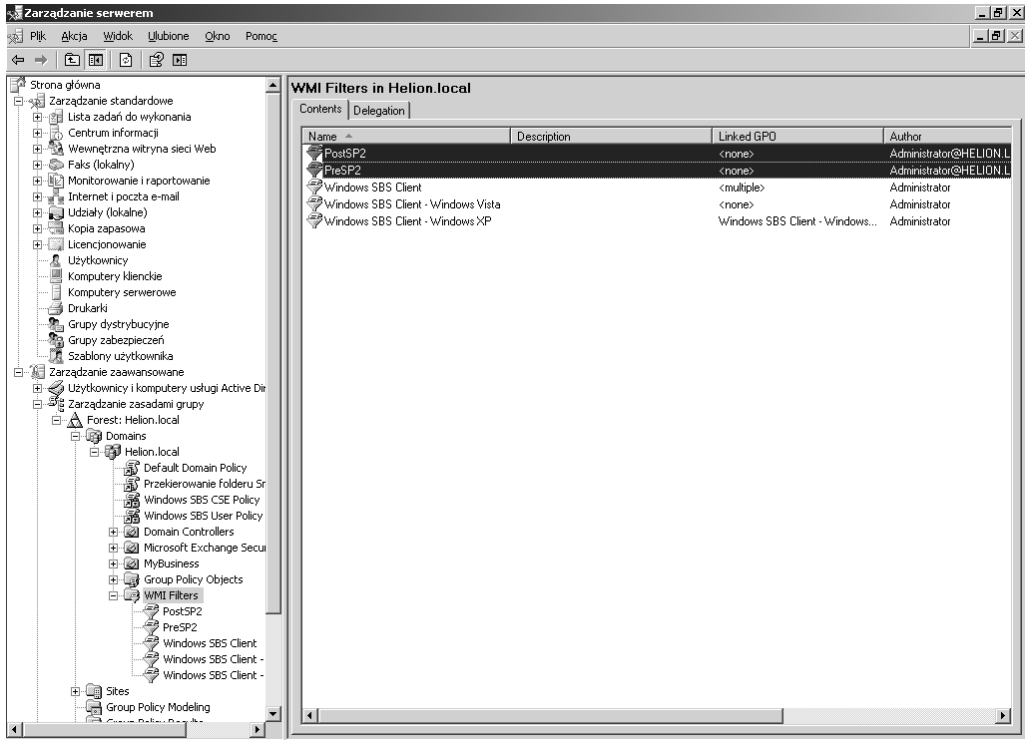 Zarządzanie serwerem
Plik Akcja Widok Ulubione Okno Pomoc
Strona główna
Zarządzanie standardowe
Lista zadań do wykonania
Centrum informacji
Wewnętrzna witryna sieci Web
Faks (lokalny)
Monitorowanie i raportowanie
Internet i poczta e-mail
Udziały (lokalne)
Kopia zapasowa
Licencjonowanie
Użytkownicy
Komputery klienckie
Komputery serwerowe
Drukarki
Grupy dystrybucyjne
Grupy zabezpieczeń
Szablony użytkownika
Zarządzanie zaawansowane
Użytkownicy i komputery usługi Active Dir
Zarządzanie zasadami grupy
Forest: Helion.local
Domains
Helion.local
Default Domain Policy
Przekierowanie folderu Sr
Windows SBS CSE Policy
Windows SBS User Policy
Domain Controllers
Microsoft Exchange Secur
MyBusiness
Group Policy Objects
WMI Filters
PostSP2
PreSP2
Windows SBS Client
Windows SBS Client -
Windows SBS Client -
Sites
Group Policy Modeling
WMI Filters in Helion.local
Contents Delegation
Name Description Linked GPO Author
PostSP2 <none> Administrator@HELION.L
PreSP2 <none> Administrator@HELION.L
Windows SBS Client <multiple> Administrator
Windows SBS Client - Windows Vista <none> Administrator
Windows SBS Client - Windows XP Windows SBS Client - Windows... Administrator